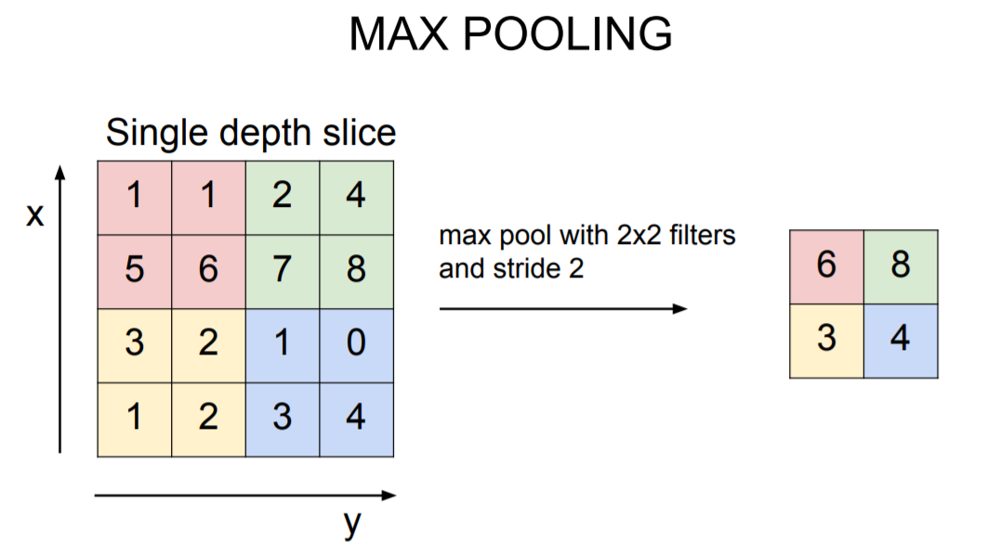 MAX POOLING
Single depth slice
x
1 1 2 4
5 6 7 8
3 2 1 0
1 2 3 4
y
max pool with 2x2 filters
and stride 2
6 8
3 4